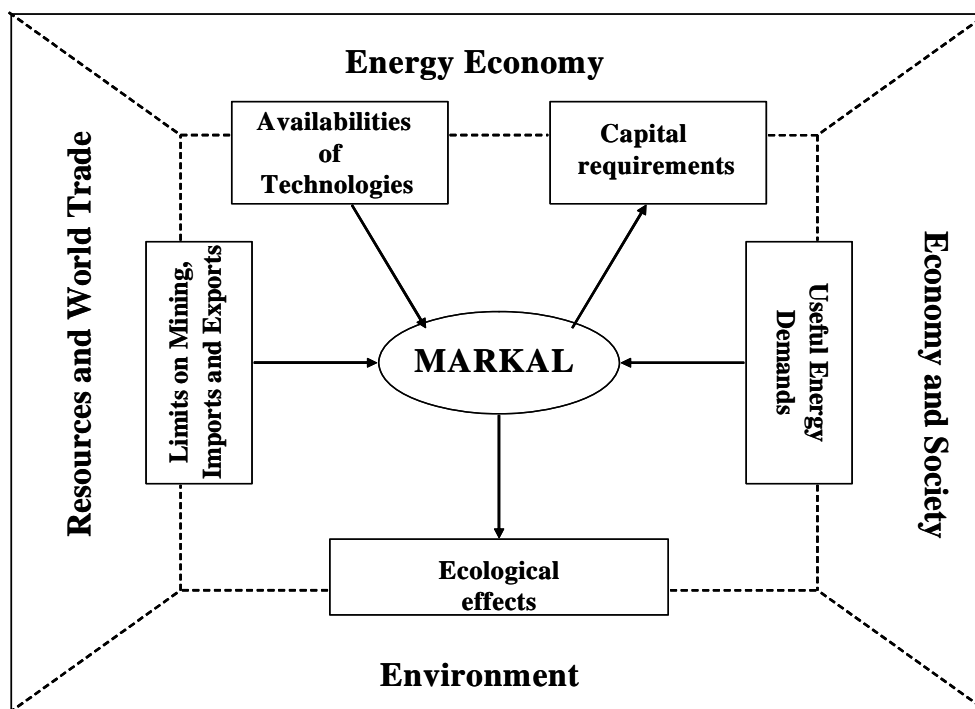 Energy Economy
Availabilities
of
Technologies
Capital
requirements
Resources and World Trade
Limits on Mining,
Imports and Exports
MARKAL
Useful Energy
Demands
Economy and Society
Ecological
effects
Environment